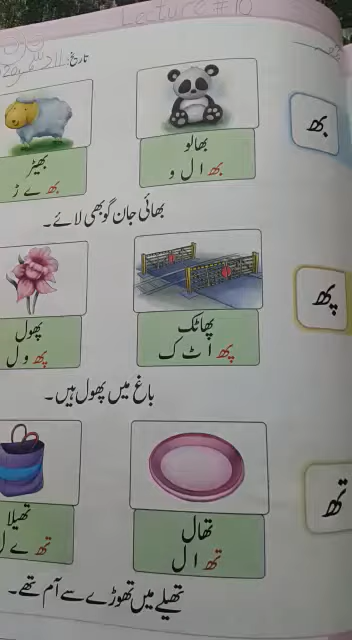 Lecture # 10
تاریخ:
بھ
بھالو
بھ ا ل و
بھیڑ
بھ ے ڑ
بھائی جان گوبھی لائے۔
پھ
پھاٹک
پھ ا ٹ ک
پھول
پھ و ل
باغ میں پھول ہیں۔
تھ
تھال
تھ ا ل
تھیلا
تھ ے ل
تھیلے میں تھوڑے سے آم تھے۔